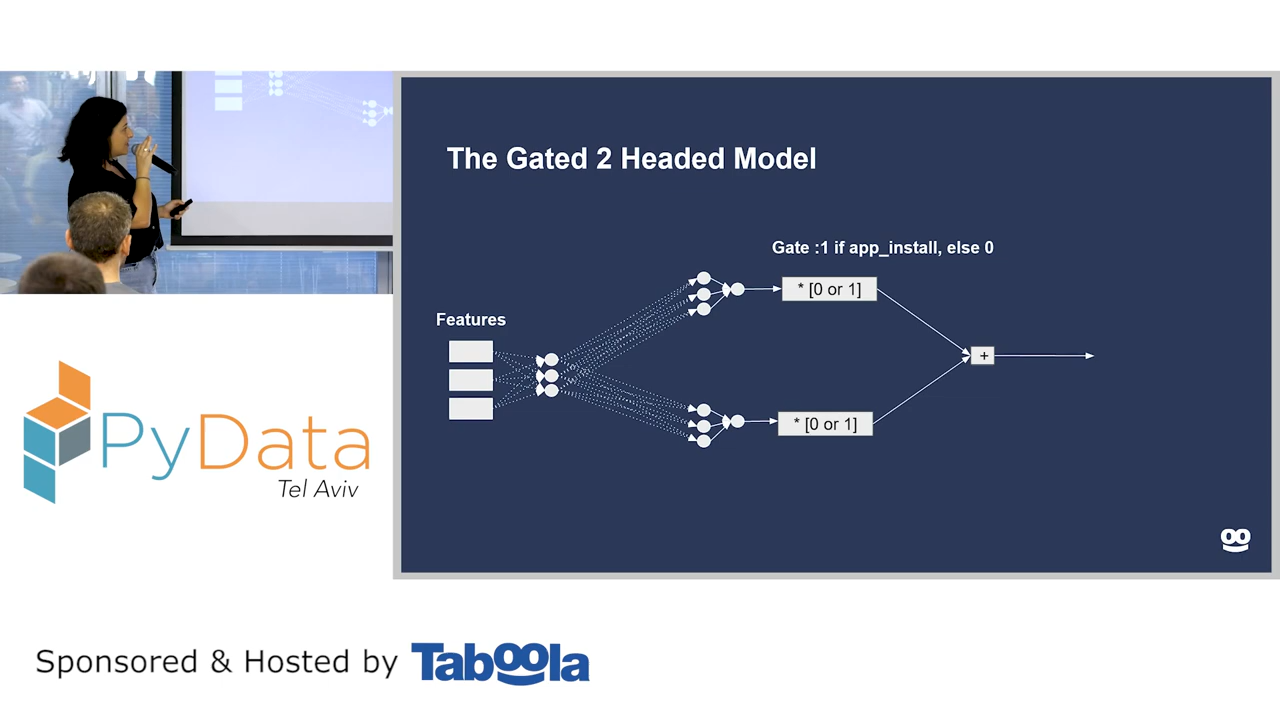 The Gated 2 Headed Model
Gate :1 if app_install, else 0
* [0 or 1]
Features
+
* [0 or 1]
PyData
Tel Aviv
Sponsored & Hosted by Taboola